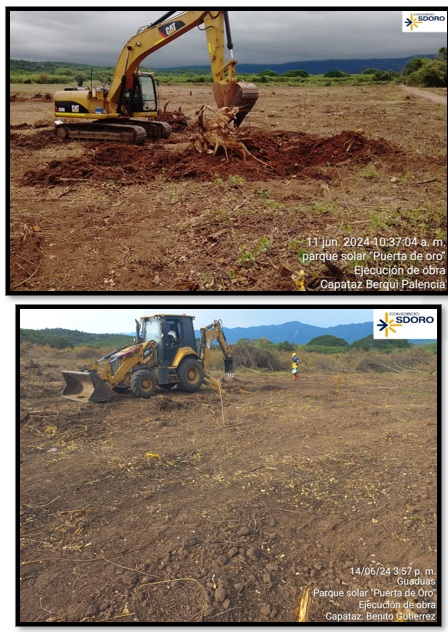 CONSORCIO
SDORO
CAT
CAT
11 jun. 2024 10:37:04 a. m.
parque solar "Puerta de oro"
Ejecución de obra
Capataz Berqui Palencia
CONSORCIO
SDORO
14/06/24 3:57 p. m.
Guaduas
Parque solar "Puerta de Oro"
Ejecución de obra
Capataz: Benito Gutierrez